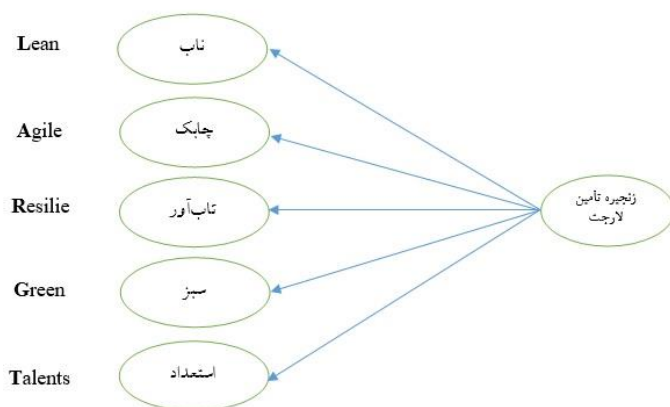 Lean
ناب
Agile
چابک
Resilie
تاب‌آور
زنجیره تأمین
لارجت
Green
سبز
Talents
استعداد